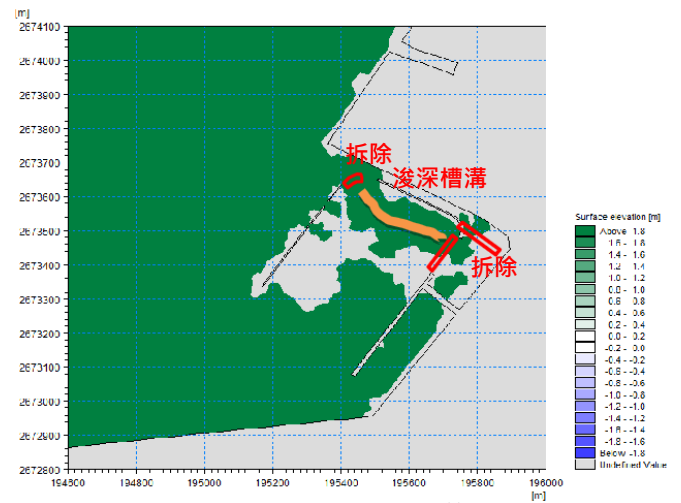 [m]
2674100
2674000
2673900
2673800
2673700
2673600
2673500
2673400
2673300
2673200
2673100
2673000
2672900
2672800
拆除
浚深槽溝
拆除
194600 194800 195000 195200 195400 195600 195800 196000
[m]
Surface elevation [m]
Above 1.8
1.6 - 1.8
1.4 - 1.6
1.2 - 1.4
1.0 - 1.2
0.8 - 1.0
0.6 - 0.8
0.4 - 0.6
0.2 - 0.4
0.0 - 0.2
-0.2 - 0.0
-0.4 - -0.2
-0.6 - -0.4
-0.8 - -0.6
-1.0 - -0.8
-1.2 - -1.0
-1.4 - -1.2
-1.6 - -1.4
-1.8 - -1.6
Below -1.8
Undefined Value